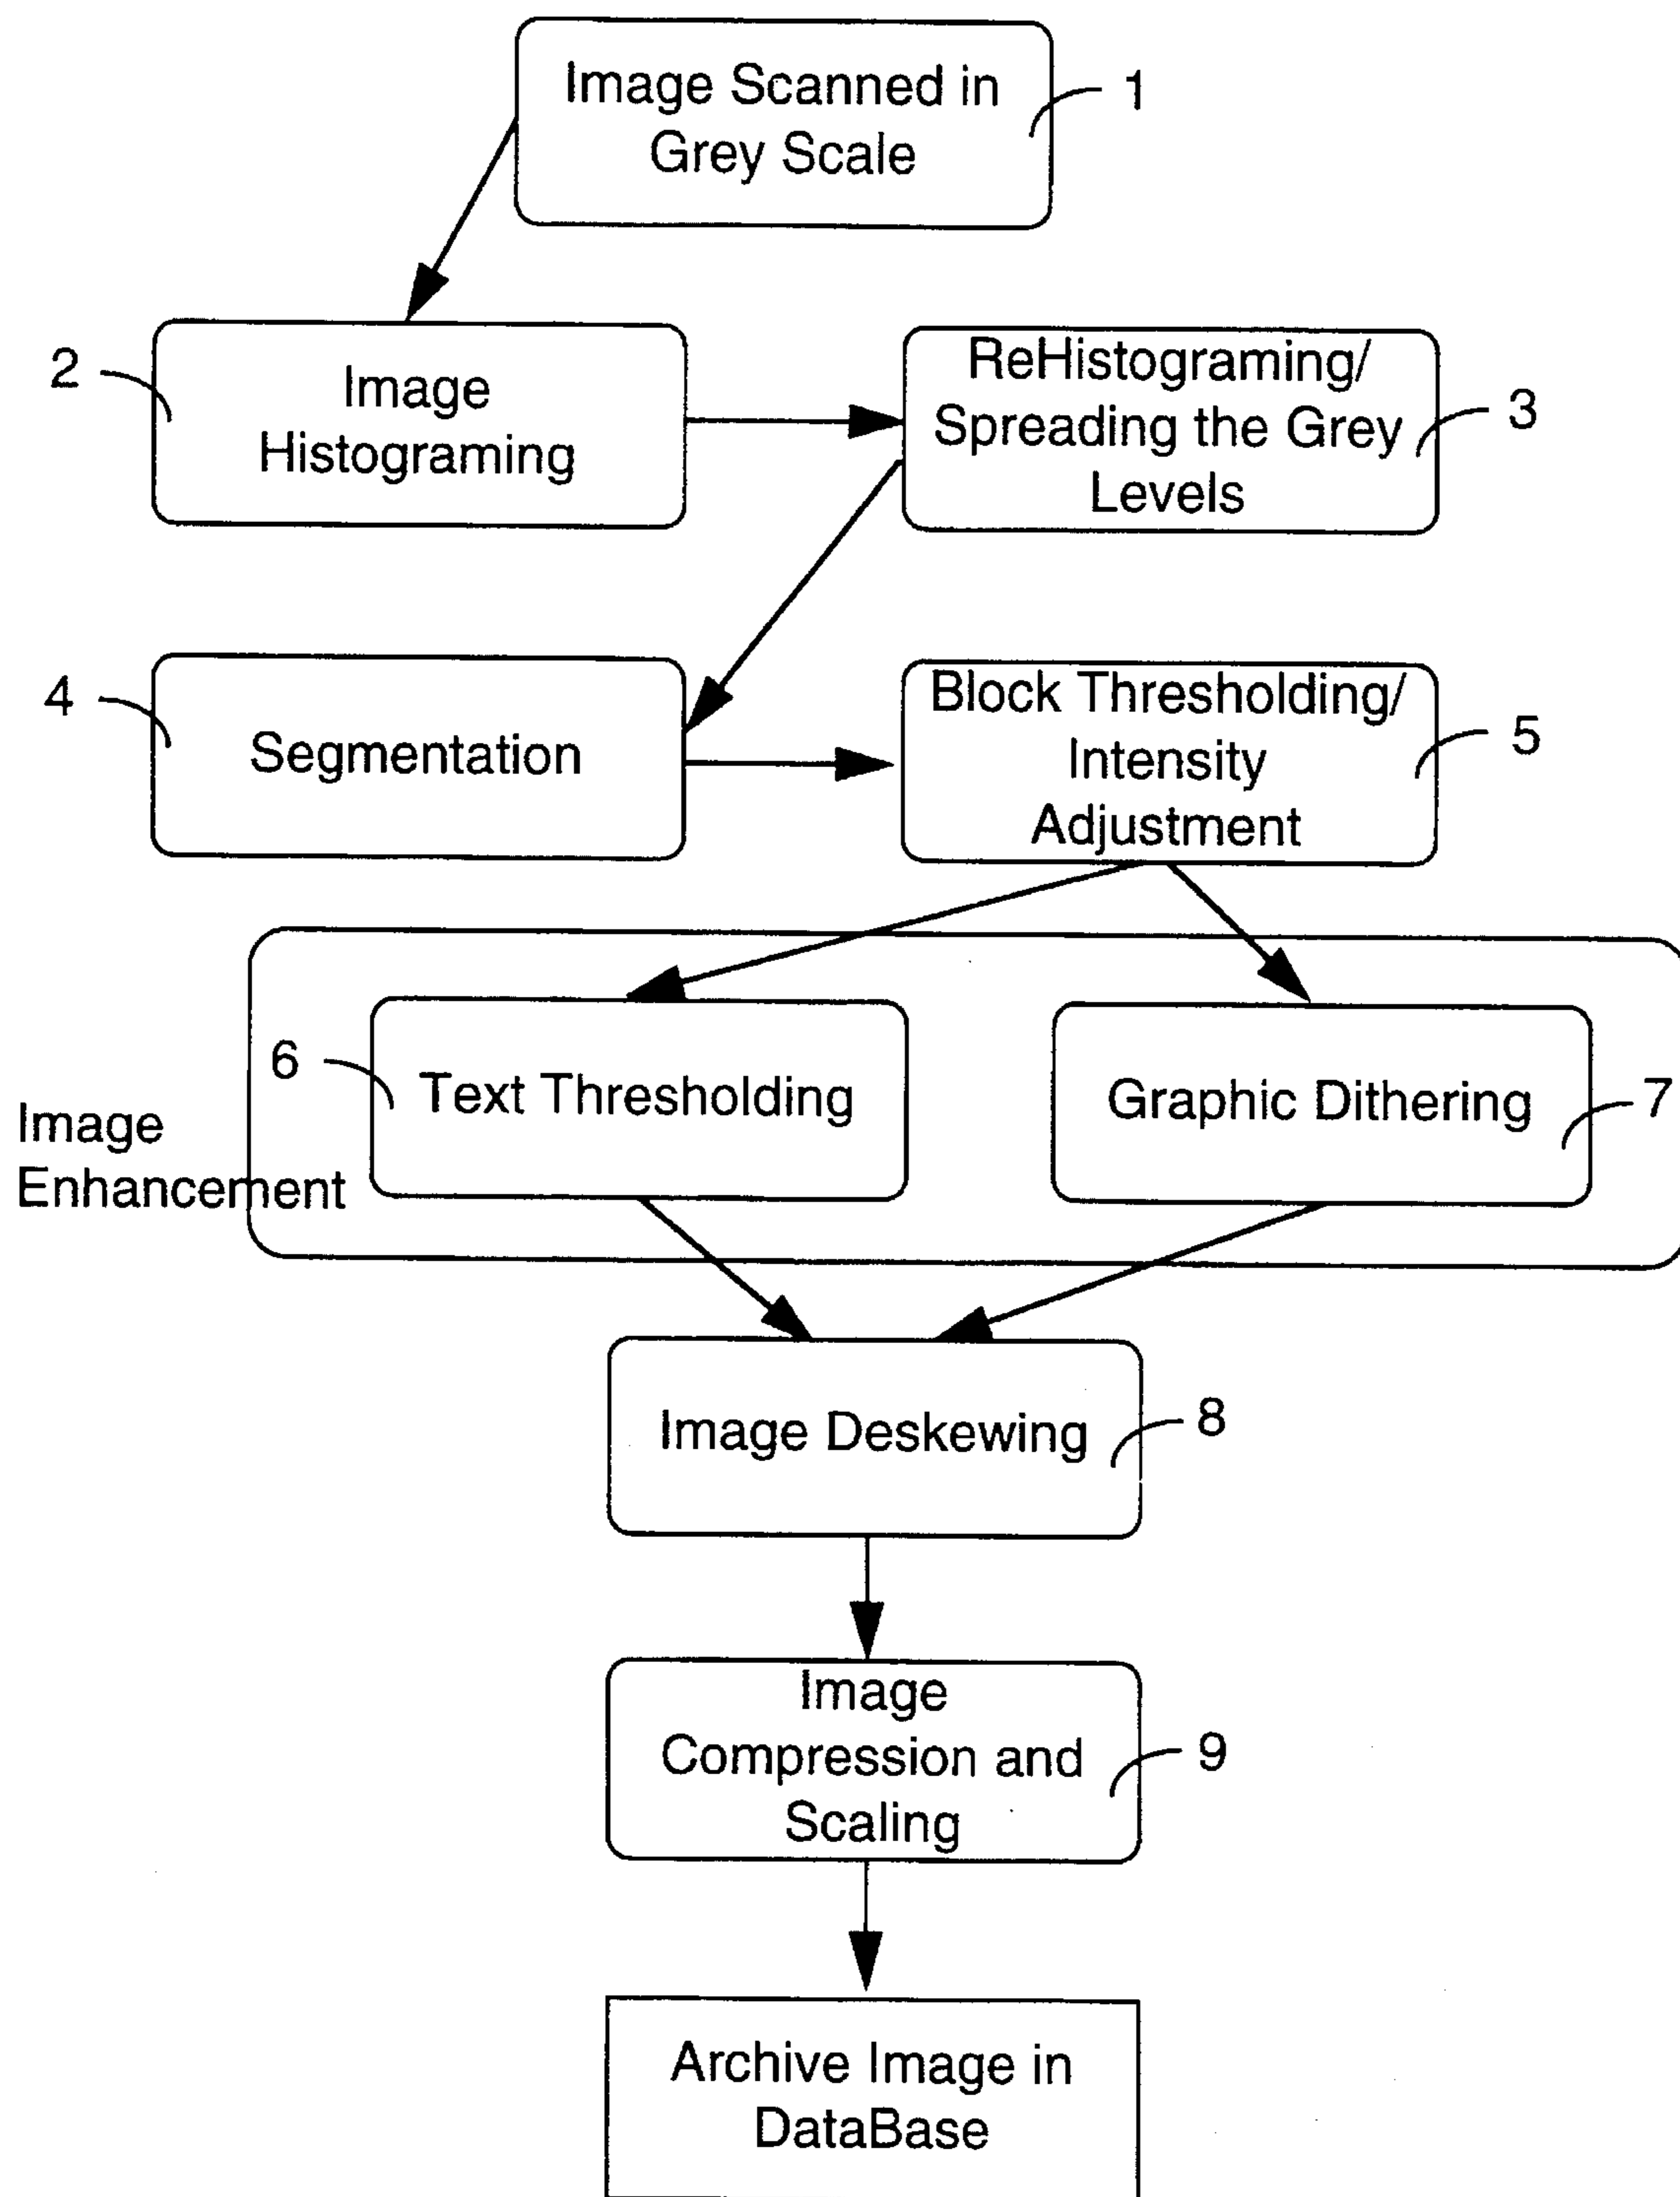 Image Scanned in
Grey Scale
1
2
Image
Histograming
ReHistograming/
Spreading the Grey
Levels
3
4
Segmentation
Block Thresholding/
Intensity
Adjustment
5
6
Text Thresholding
Graphic Dithering
7
Image
Enhancement
Image Deskewing
8
Image
Compression and
Scaling
9
Archive Image in
DataBase